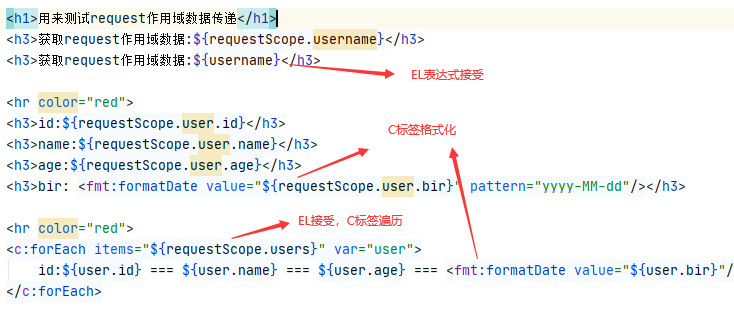 <h1>用来测试request作用域数据传递</h1>
<h3>获取request作用域数据:${requestScope.username}</h3>
<h3>获取request作用域数据:${username}</h3>
EL表达式接受
<hr color="red">
<h3>id:${requestScope.user.id}</h3>
C标签格式化
<h3>name:${requestScope.user.name}</h3>
<h3>age:${requestScope.user.age}</h3>
<h3>bir: <fmt:formatDate value="${requestScope.user.bir}" pattern="yyyy-MM-dd"/></h3>
EL接受，C标签遍历
<hr color="red">
<c:forEach items="${requestScope.users}" var="user">
id:${user.id} === ${user.name} === ${user.age} === <fmt:formatDate value="${user.bir}"/
</c:forEach>